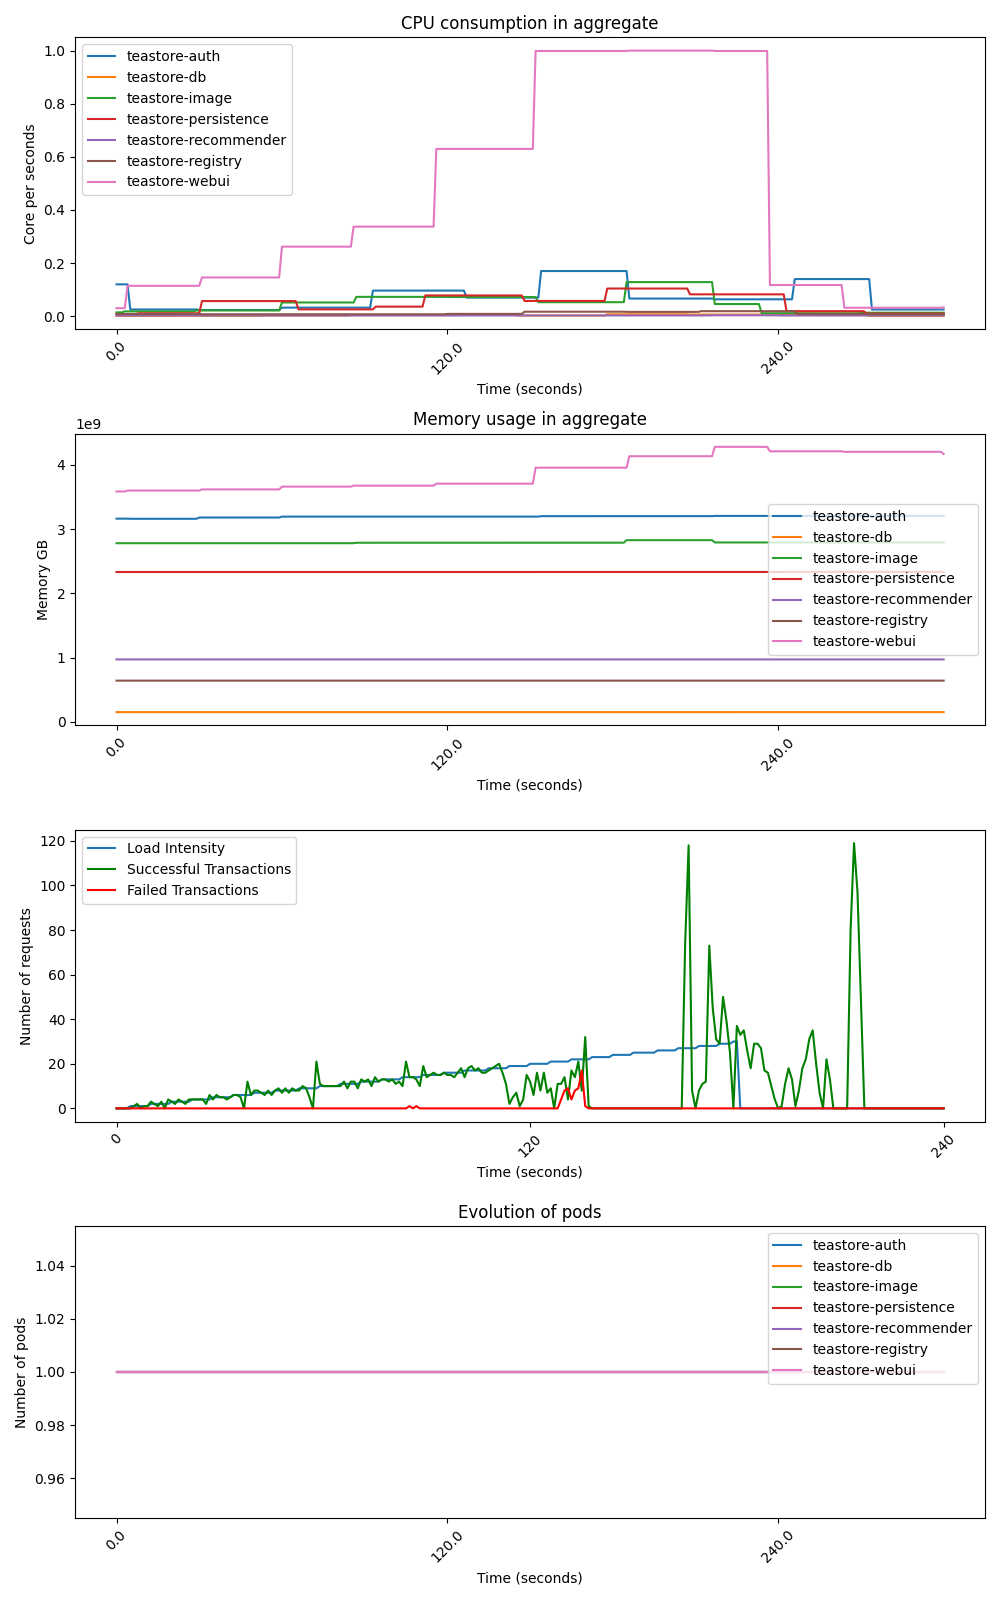 CPU consumption in aggregate
1.0
0.8
0.6
0.4
0.2
0.0
Core per seconds
teastore-auth
teastore-db
teastore-image
teastore-persistence
teastore-recommender
teastore-registry
teastore-webui
0.0
120.0
240.0
Time (seconds)
Memory usage in aggregate
1e9
4
3
2
1
0
Memory GB
teastore-auth
teastore-db
teastore-image
teastore-persistence
teastore-recommender
teastore-registry
teastore-webui
0.0
120.0
240.0
Time (seconds)
120
100
80
60
40
20
0
Number of requests
Load Intensity
Successful Transactions
Failed Transactions
0
120
240
Time (seconds)
Evolution of pods
1.04
1.02
1.00
0.98
0.96
Number of pods
teastore-auth
teastore-db
teastore-image
teastore-persistence
teastore-recommender
teastore-registry
teastore-webui
0.0
120.0
240.0
Time (seconds)